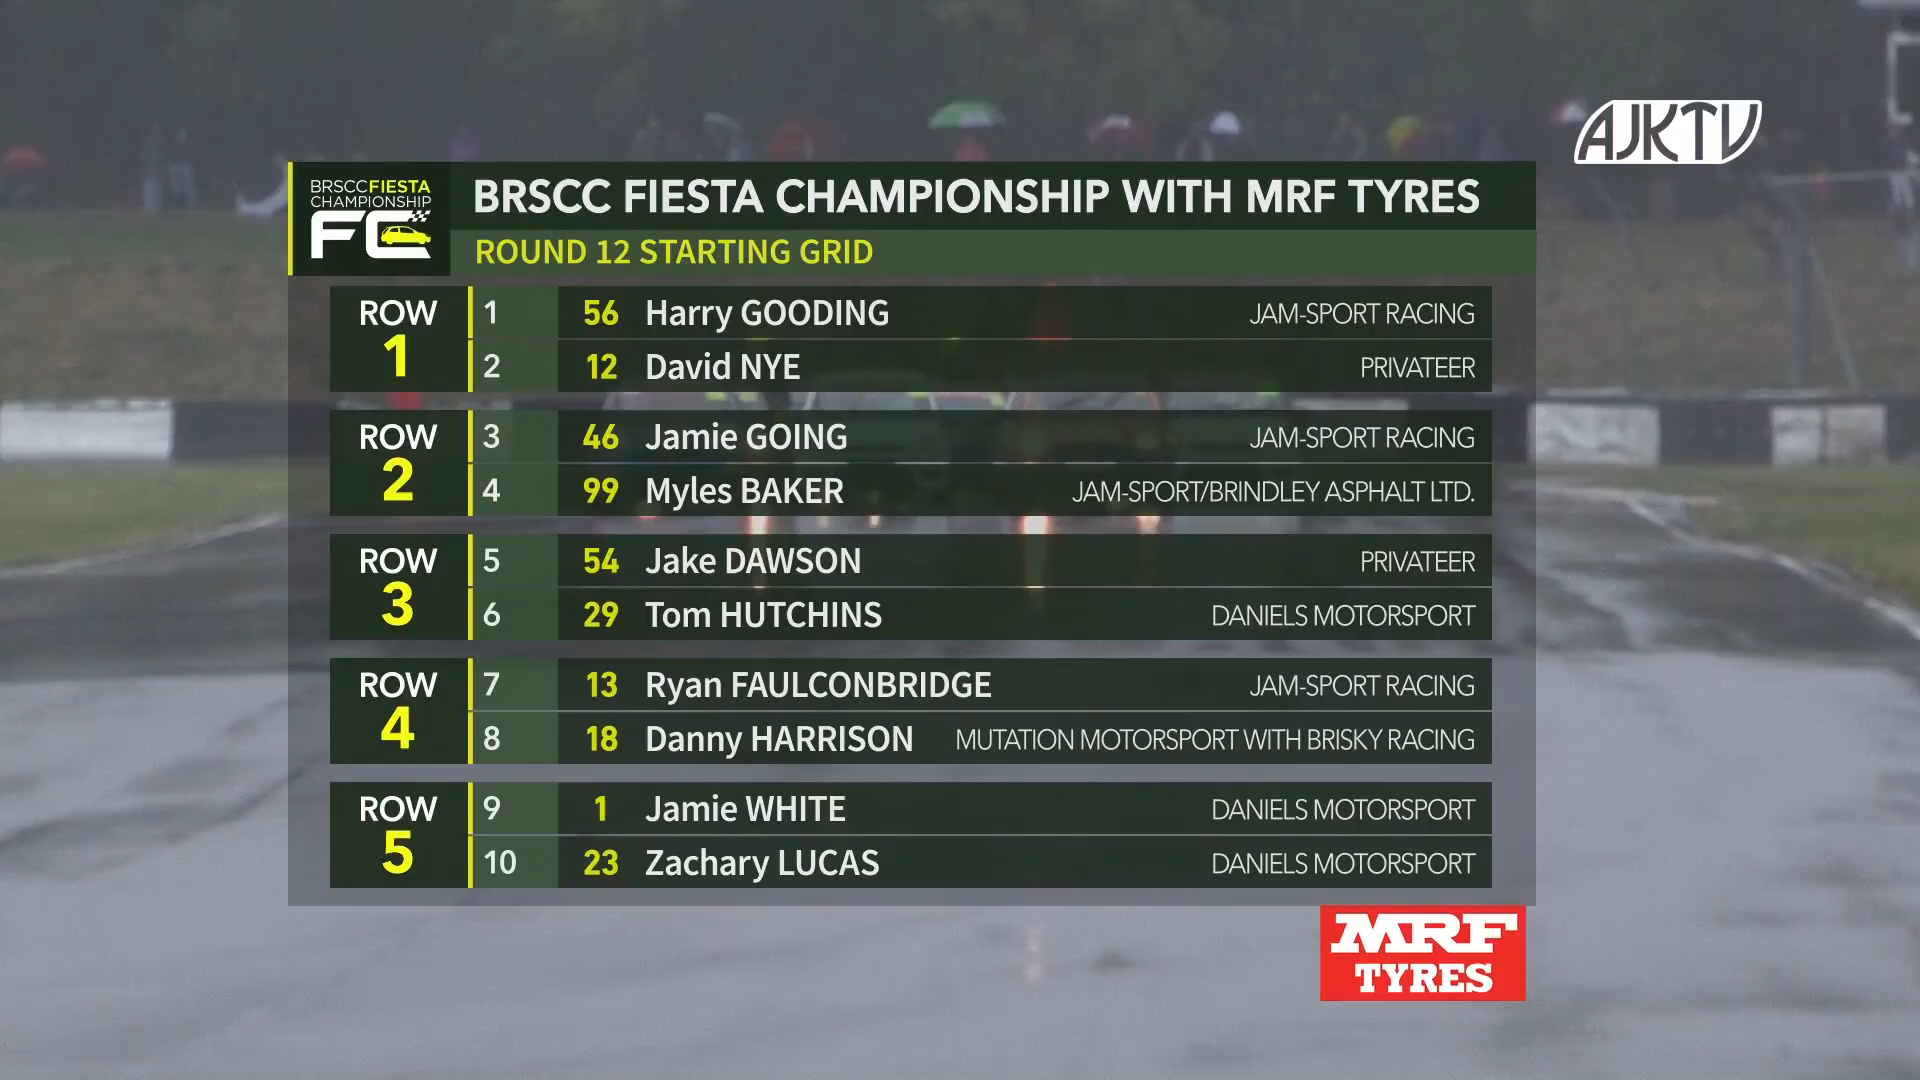 AJKTV
BRSCCFIESTA
CHAMPIONSHIP
FC
BRSCC FIESTA CHAMPIONSHIP WITH MRF TYRES
ROUND 12 STARTING GRID
ROW 1
1 56 Harry GOODING JAM-SPORT RACING
2 12 David NYE PRIVATEER
ROW 2
3 46 Jamie GOING JAM-SPORT RACING
4 99 Myles BAKER JAM-SPORT/BRINDLEY ASPHALT LTD.
ROW 3
5 54 Jake DAWSON PRIVATEER
6 29 Tom HUTCHINS DANIELS MOTORSPORT
ROW 4
7 13 Ryan FAULCONBRIDGE JAM-SPORT RACING
8 18 Danny HARRISON MUTATION MOTORSPORT WITH BRISKY RACING
ROW 5
9 1 Jamie WHITE DANIELS MOTORSPORT
10 23 Zachary LUCAS DANIELS MOTORSPORT
MRF
TYRES